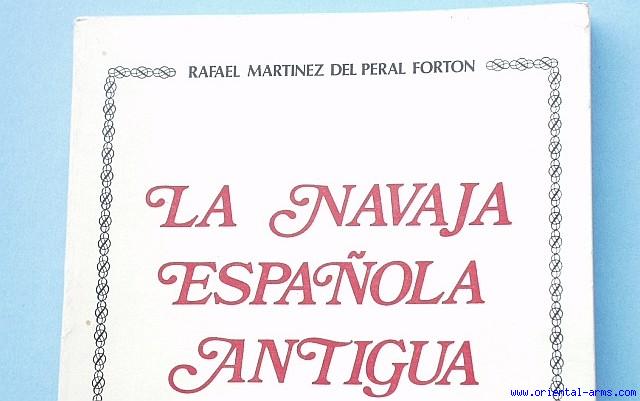 RAFAEL MARTINEZ DEL PERAL FORTON
LA NAVAJA
ESPAÑOLA
ANTIGUA
www.oriental-arms.com